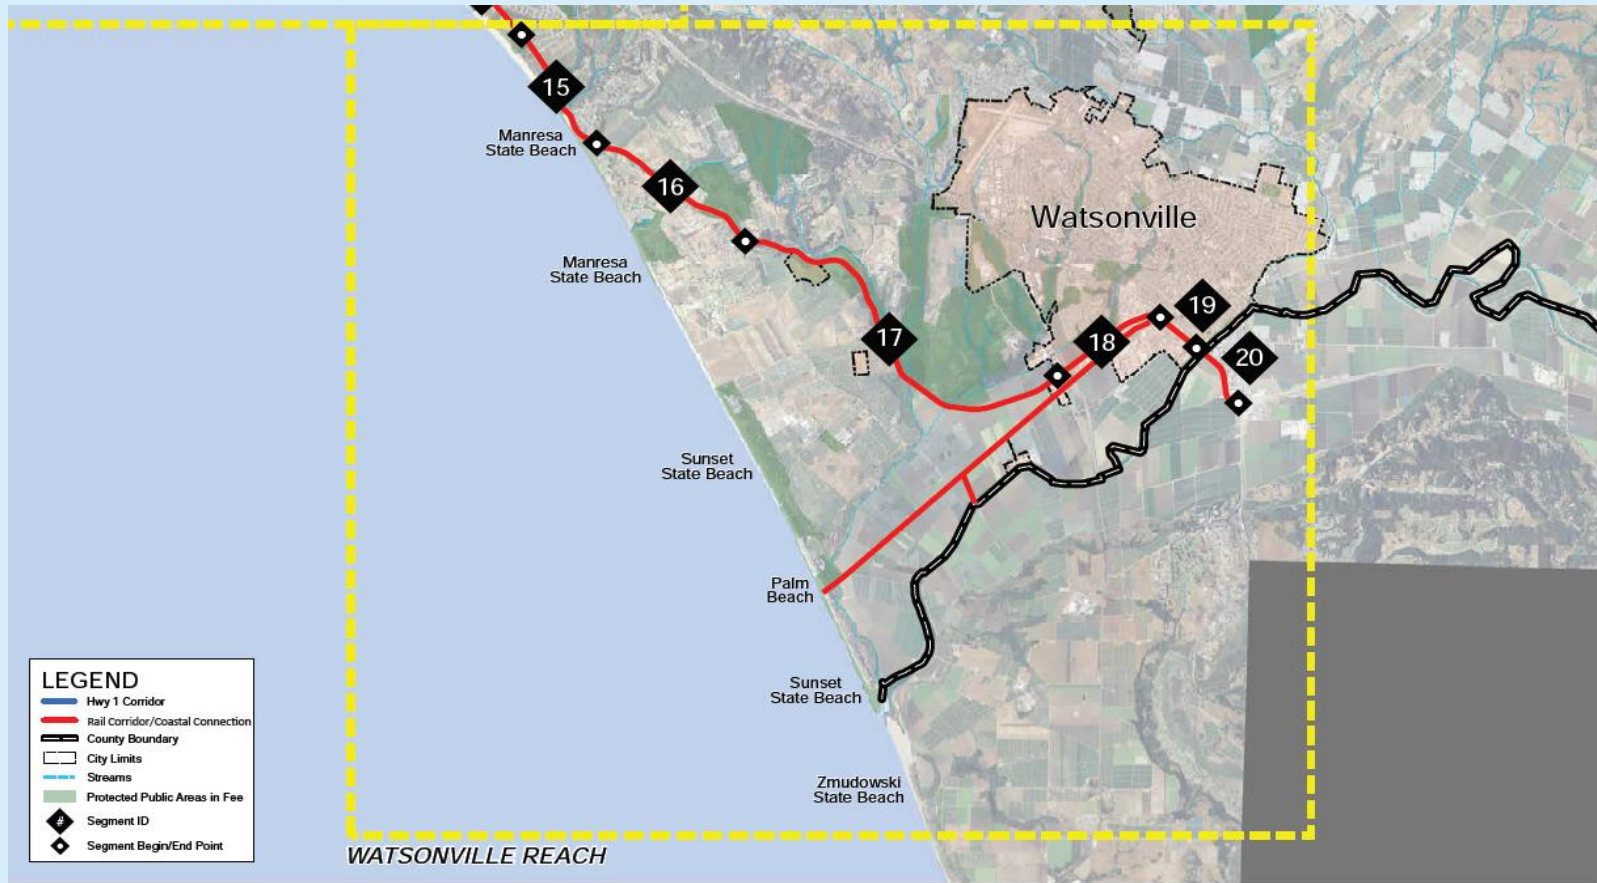 15
Manresa
State Beach
16
Watsonville
Manresa
State Beach
19
17
18
20
Sunset
State Beach
Palm
Beach
Sunset
State Beach
Zmudowski
State Beach
LEGEND
Hwy 1 Corridor
Rail Corridor/Coastal Connection
County Boundary
City Limits
Streams
Protected Public Areas in Fee
# Segment ID
Segment Begin/End Point
WATSONVILLE REACH